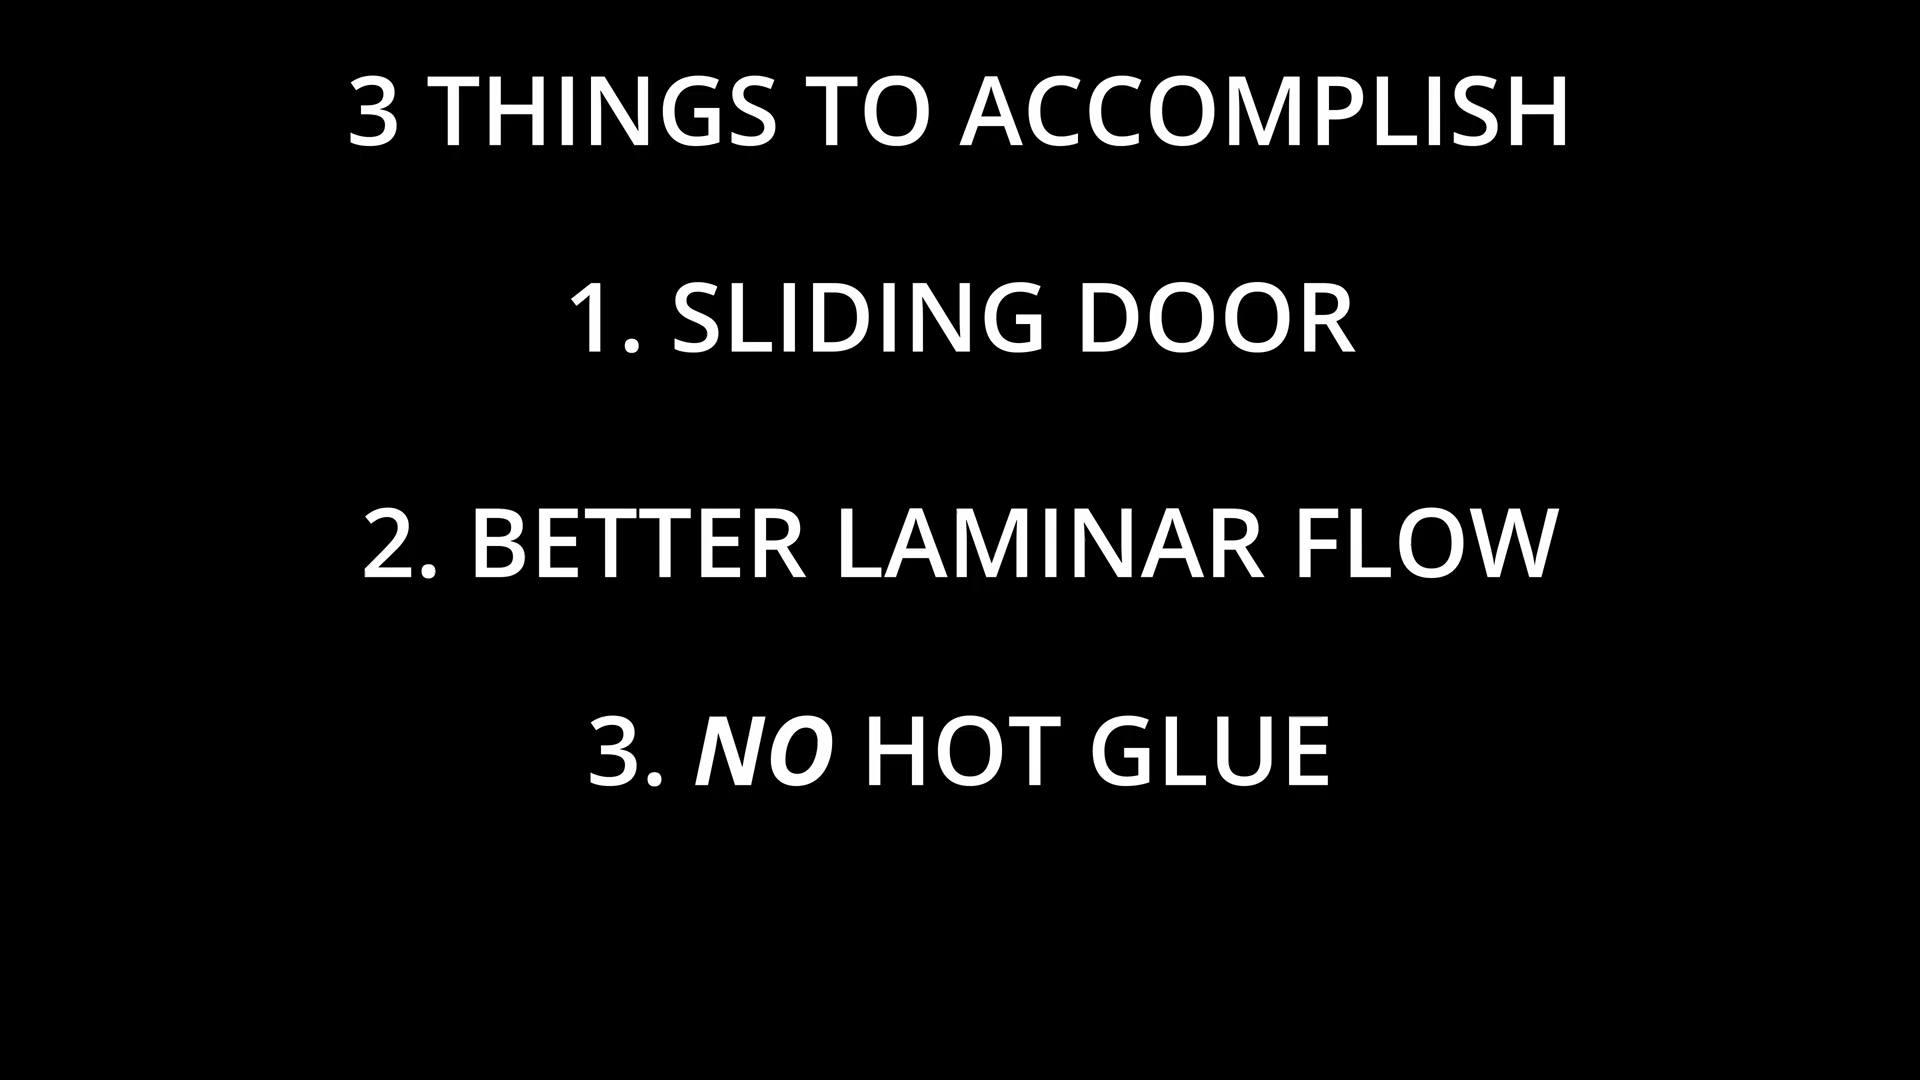 3 THINGS TO ACCOMPLISH
1. SLIDING DOOR
2. BETTER LAMINAR FLOW
3. NO HOT GLUE